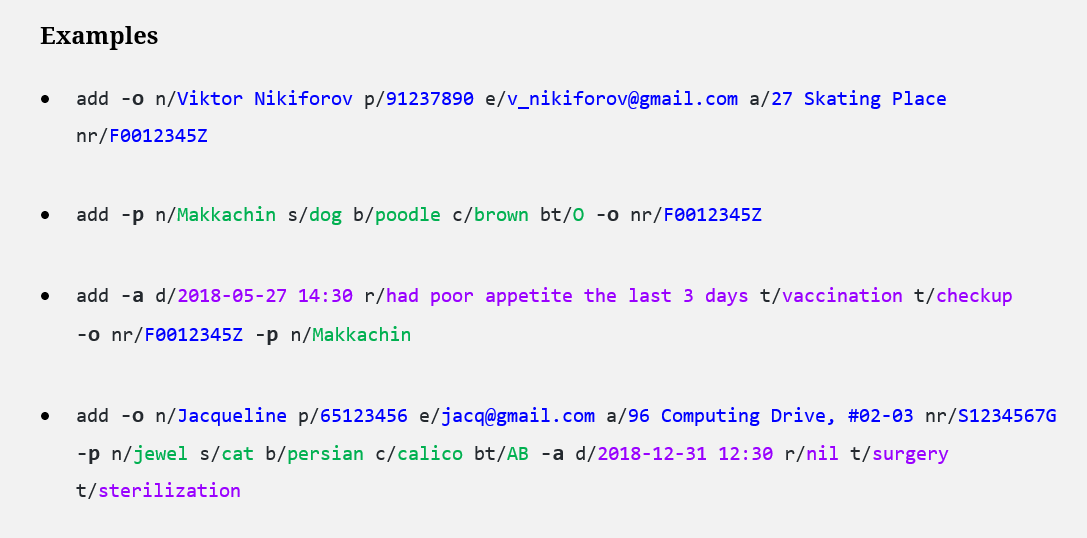 Examples
• add -o n/Viktor Nikiforov p/91237890 e/v_nikiforov@gmail.com a/27 Skating Place
nr/F0012345Z
• add -p n/Makkachin s/dog b/poodle c/brown bt/O -o nr/F0012345Z
• add -a d/2018-05-27 14:30 r/had poor appetite the last 3 days t/vaccination t/checkup
-o nr/F0012345Z -p n/Makkachin
• add -o n/Jacqueline p/65123456 e/jacq@gmail.com a/96 Computing Drive, #02-03 nr/S1234567G
-p n/jewel s/cat b/persian c/calico bt/AB -a d/2018-12-31 12:30 r/nil t/surgery
t/sterilization